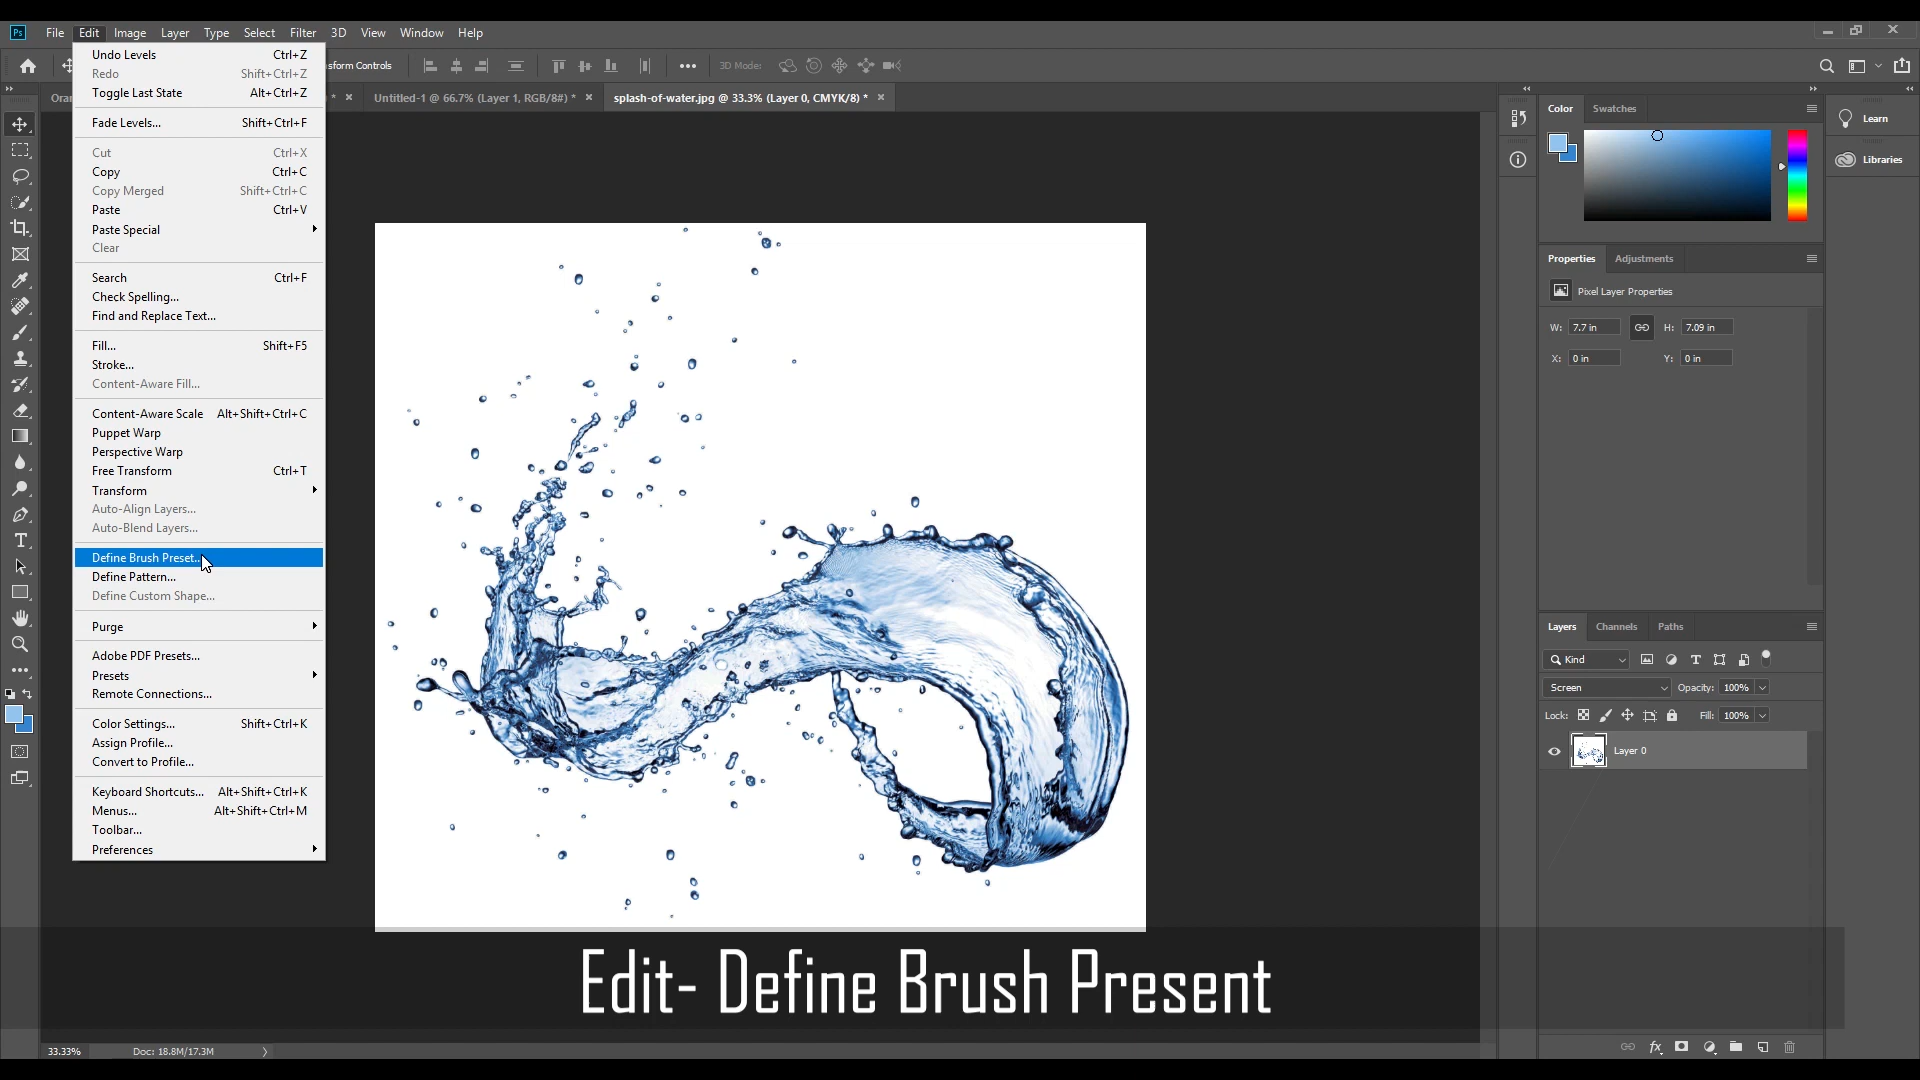 Ps File Edit Image Layer Type Select Filter 3D View Window Help
sform Controls 3D Mode:
Oran * × Untitled-1 @ 66.7% (Layer 1, RGB/8#) * × splash-of-water.jpg @ 33.3% (Layer 0, CMYK/8) * ×
Undo Levels Ctrl+Z
Redo Shift+Ctrl+Z
Toggle Last State Alt+Ctrl+Z
Fade Levels... Shift+Ctrl+F
Cut Ctrl+X
Copy Ctrl+C
Copy Merged Shift+Ctrl+C
Paste Ctrl+V
Paste Special
Clear
Search Ctrl+F
Check Spelling...
Find and Replace Text...
Fill... Shift+F5
Stroke...
Content-Aware Fill...
Content-Aware Scale Alt+Shift+Ctrl+C
Puppet Warp
Perspective Warp
Free Transform Ctrl+T
Transform
Auto-Align Layers...
Auto-Blend Layers...
Define Brush Preset...
Define Pattern...
Define Custom Shape...
Purge
Adobe PDF Presets...
Presets
Remote Connections...
Color Settings... Shift+Ctrl+K
Assign Profile...
Convert to Profile...
Keyboard Shortcuts... Alt+Shift+Ctrl+K
Menus... Alt+Shift+Ctrl+M
Toolbar...
Preferences
Color Swatches
Learn
Libraries
Properties Adjustments
Pixel Layer Properties
W: 7.7 in H: 7.09 in
X: 0 in Y: 0 in
Layers Channels Paths
Kind
Screen Opacity: 100%
Lock: Fill: 100%
Layer 0
Edit- Define Brush Present
33.33% Doc: 18.8M/17.3M
fx